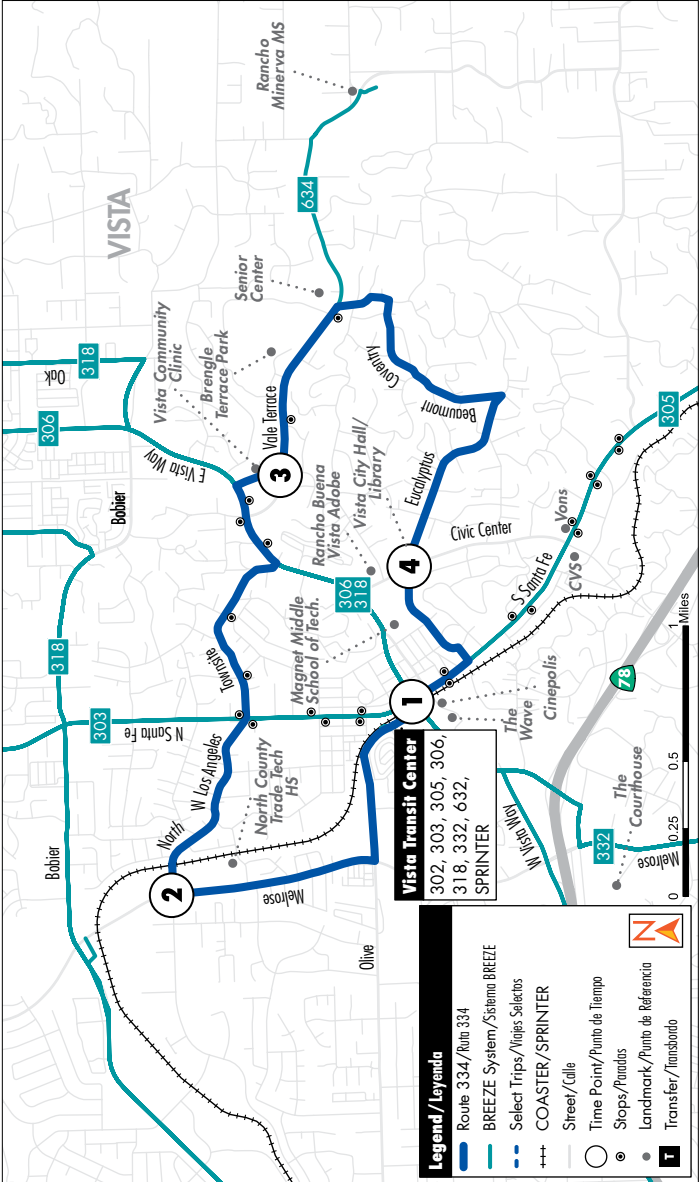 Rancho
Minerva MS
634
VISTA
Senior
Center
318
Oak
Vista Community
Clinic
Brengle
Terrace Park
306
E Vista Way
Vale Terrace
Coventry
Beaumont
3
Bobier
Rancho Buena
Vista Adobe
Vista City Hall/
Library
Eucalyptus
305
4
Civic Center
Vons
CVS
S Santa Fe
306
318
Magnet Middle
School of Tech.
318
Townsite
303
N Santa Fe
1
Cinepolis
The
Wave
78
W Los Angeles
North County
Trade Tech
HS
North
2
Bobier
Melrose
Olive
W Vista Way
332
The
Courthouse
Melrose
Vista Transit Center
302, 303, 305, 306,
318, 332, 632,
SPRINTER
0 0.25 0.5 1
Miles
N
Legend/Leyenda
Route 334/Ruta 334
BREEZE System/Sistema BREEZE
Select Trips/Viajes Selectos
COASTER/SPRINTER
Street/Calle
Time Point/Punto de Tiempo
Stops/Paradas
Landmark/Punto de Referencia
T Transfer/Transbordo